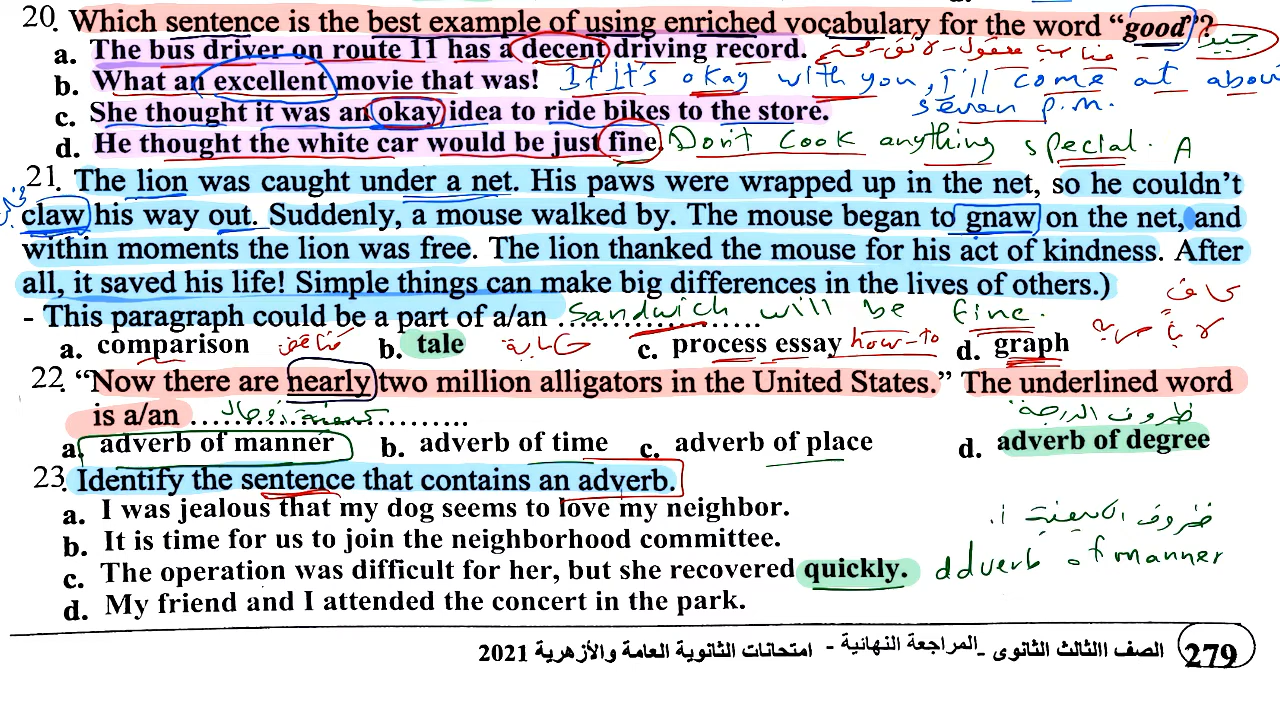 20. Which sentence is the best example of using enriched vocabulary for the word “good”? جيد
a. The bus driver on route 11 has a decent driving record. مناسب - معقول - لائق - محترم
b. What an excellent movie that was! If it's okay with you, I'll come at about
c. She thought it was an okay idea to ride bikes to the store. seven p.m.
d. He thought the white car would be just fine. Don't cook anything special. A
21. The lion was caught under a net. His paws were wrapped up in the net, so he couldn’t
claw his way out. Suddenly, a mouse walked by. The mouse began to gnaw on the net, and
within moments the lion was free. The lion thanked the mouse for his act of kindness. After
all, it saved his life! Simple things can make big differences in the lives of others.)
- This paragraph could be a part of a/an .................... sandwich will be fine.
a. comparison b. tale حكاية c. process essay how-to d. graph
22. “Now there are nearly two million alligators in the United States.” The underlined word
is a/an .............................. ظروف الدرجة
a. adverb of manner b. adverb of time c. adverb of place d. adverb of degree
23. Identify the sentence that contains an adverb.
a. I was jealous that my dog seems to love my neighbor.
b. It is time for us to join the neighborhood committee. ظروف الكيفية
c. The operation was difficult for her, but she recovered quickly. adverb of manner
d. My friend and I attended the concert in the park.
الصف االثالث الثانوى - المراجعة النهائية - امتحانات الثانوية العامة والأزهرية 2021 279